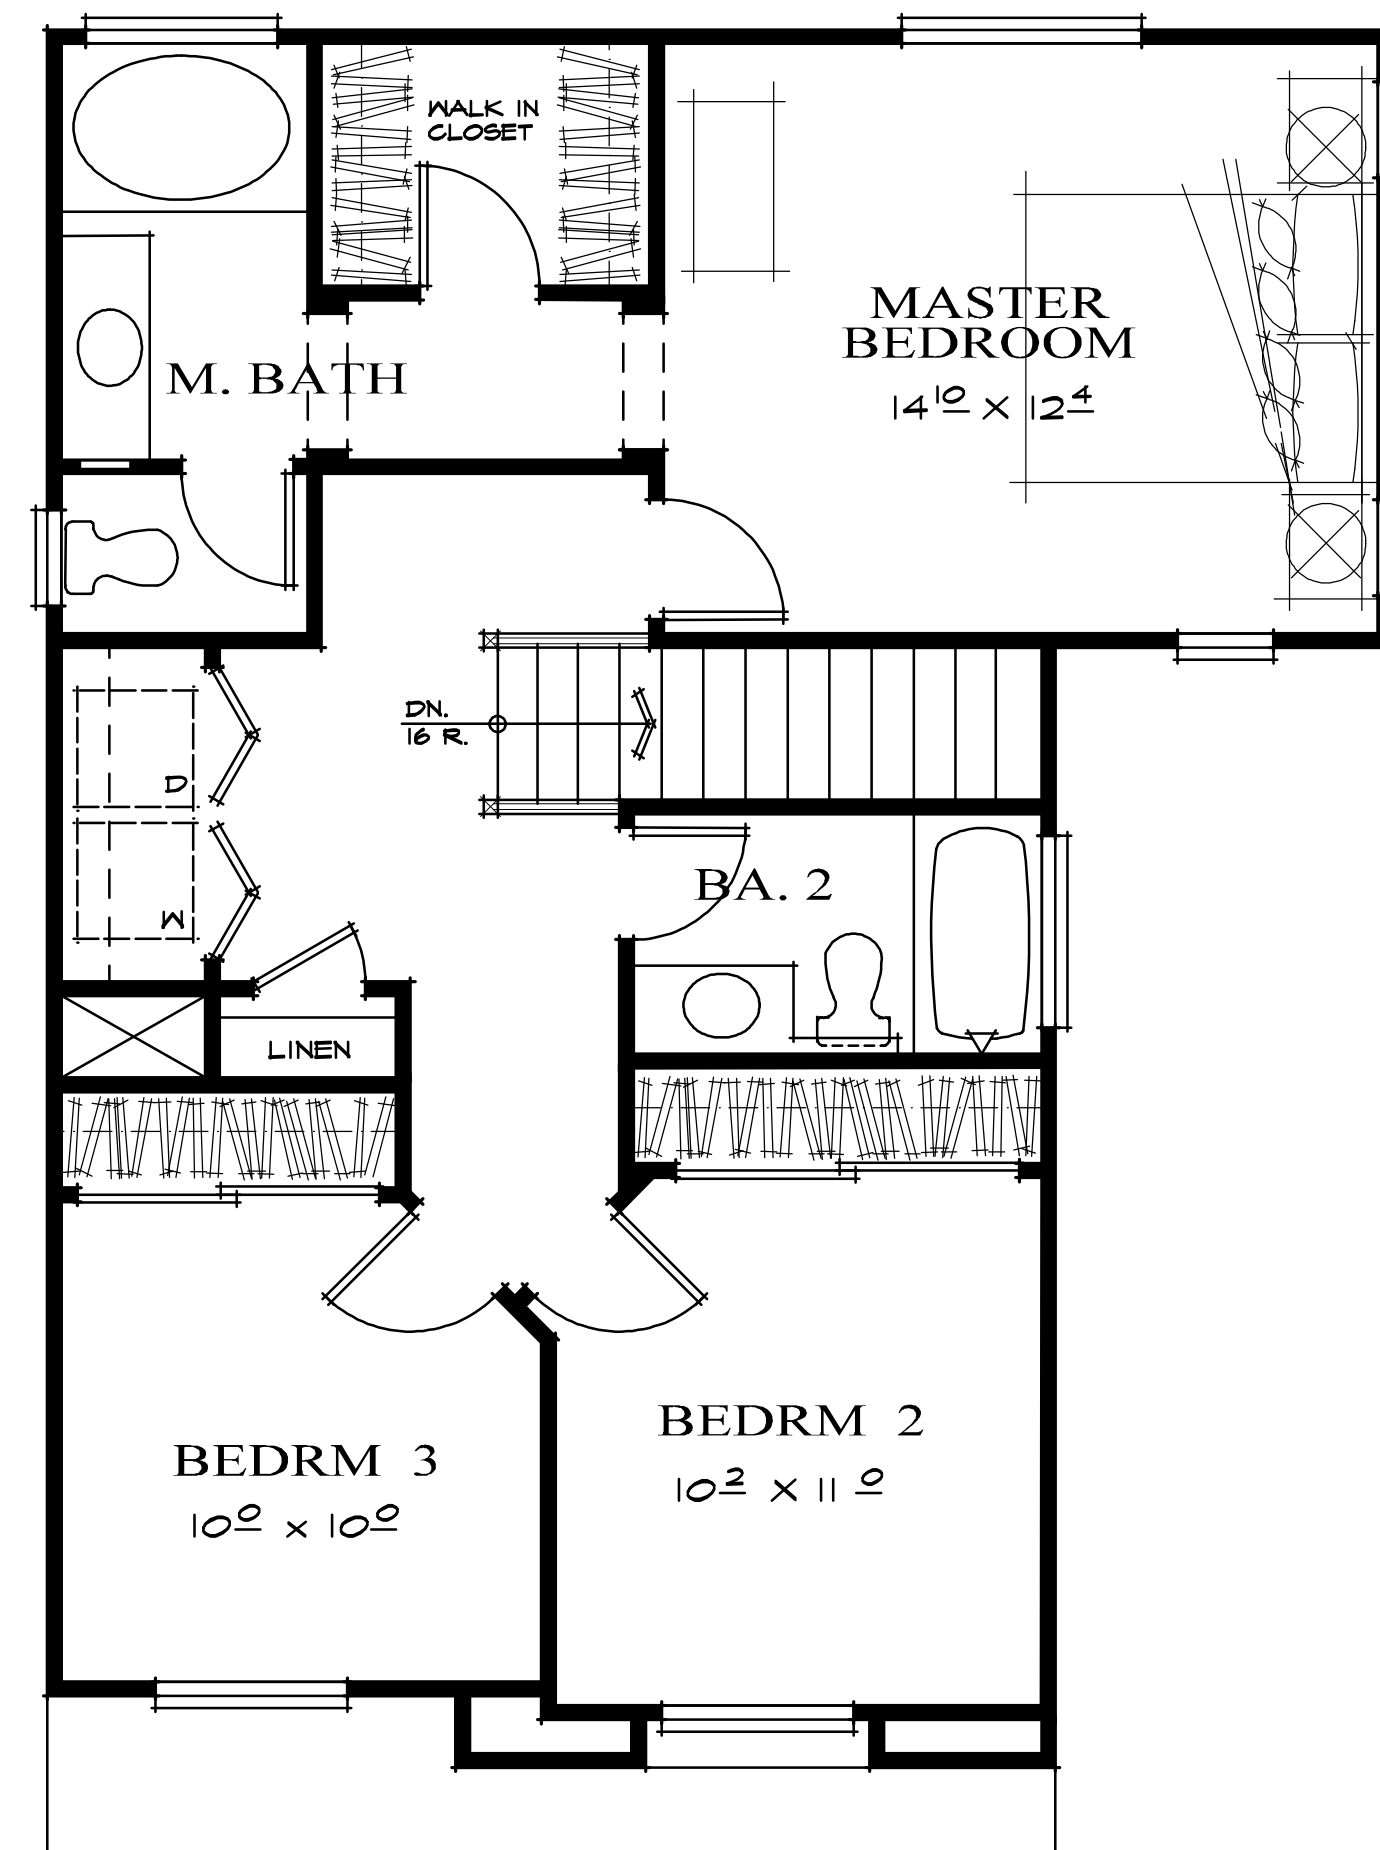 WALK IN
CLOSET
MASTER
BEDROOM
14¹⁰ X 12⁴
M. BATH
DN.
16 R.
D
W
BA. 2
LINEN
BEDRM 2
10² X 11⁰
BEDRM 3
10⁰ X 10⁰